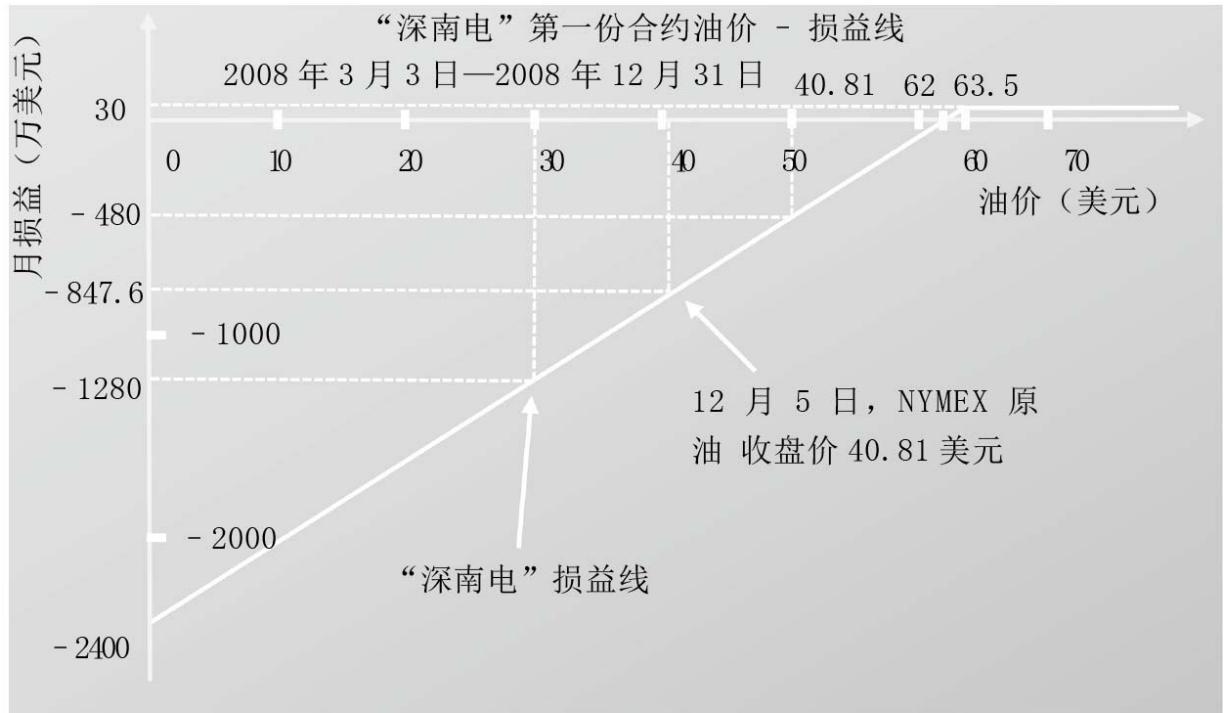 “深南电”第一份合约油价 - 损益线
2008 年 3 月 3 日—2008 年 12 月 31 日
40.81 62 63.5
月损益（万美元）
30
0 10 20 30 40 50 60 70
油价（美元）
-480
-847.6
-1000
-1280
12 月 5 日，NYMEX 原
油 收盘价 40.81 美元
-2000
“深南电”损益线
-2400